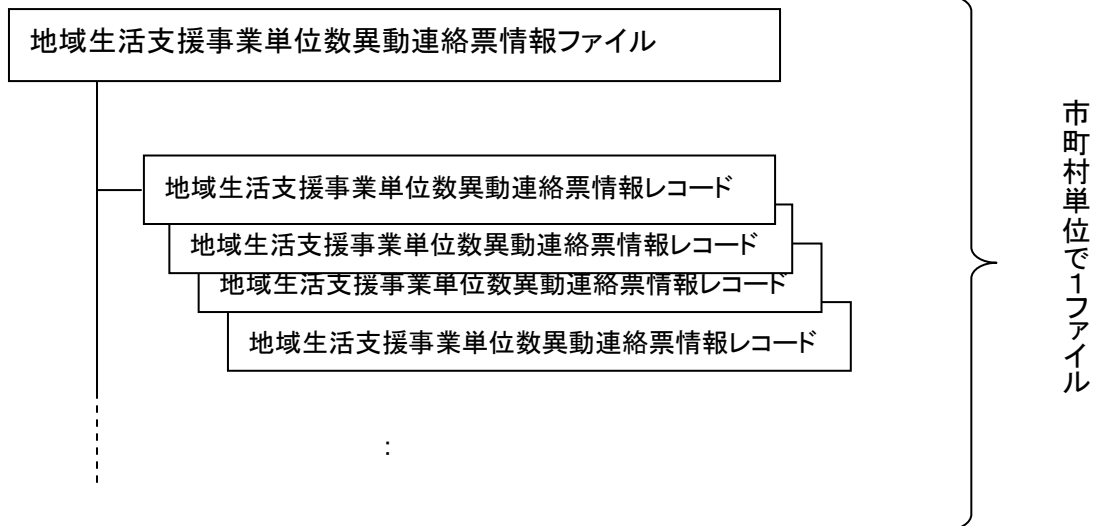 地域生活支援事業単位数異動連絡票情報ファイル
地域生活支援事業単位数異動連絡票情報レコード
地域生活支援事業単位数異動連絡票情報レコード
地域生活支援事業単位数異動連絡票情報レコード
地域生活支援事業単位数異動連絡票情報レコード
:
市町村単位で1ファイル